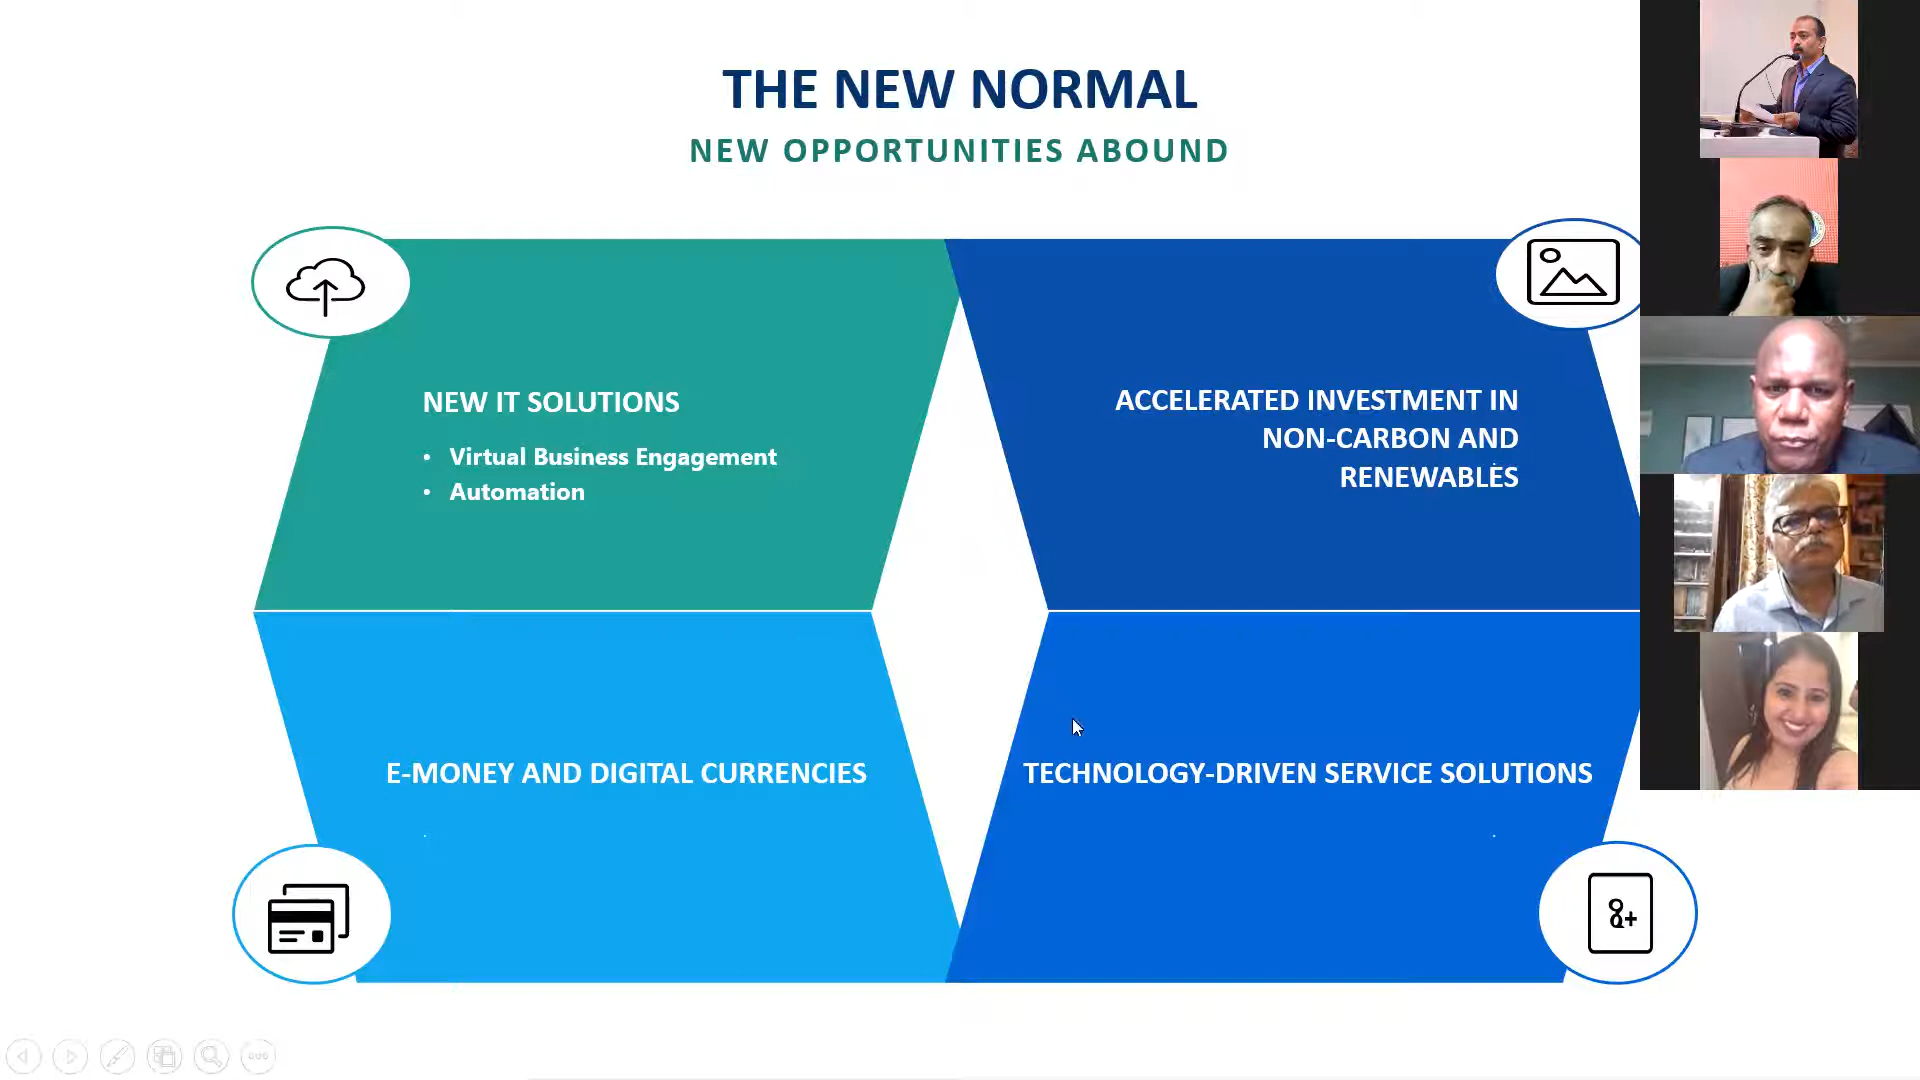 THE NEW NORMAL
NEW OPPORTUNITIES ABOUND
NEW IT SOLUTIONS
• Virtual Business Engagement
• Automation
ACCELERATED INVESTMENT IN
NON-CARBON AND
RENEWABLES
E-MONEY AND DIGITAL CURRENCIES
TECHNOLOGY-DRIVEN SERVICE SOLUTIONS